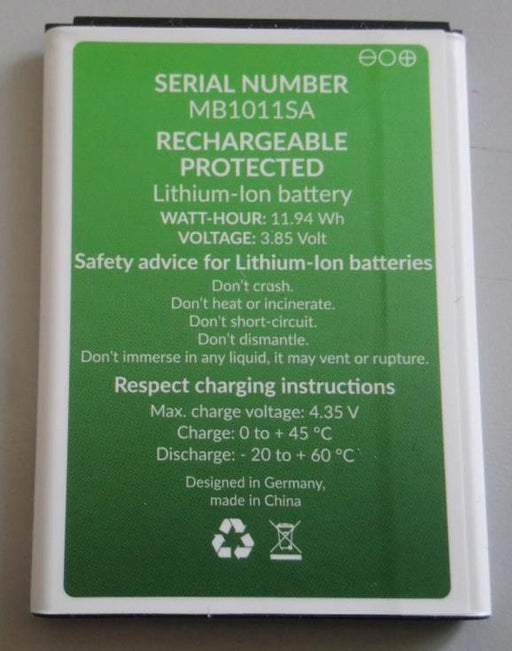 SERIAL NUMBER
MB1011SA
RECHARGEABLE
PROTECTED
Lithium-Ion battery
WATT-HOUR: 11.94 Wh
VOLTAGE: 3.85 Volt
Safety advice for Lithium-Ion batteries
Don't crush.
Don't heat or incinerate.
Don't short-circuit.
Don't dismantle.
Don't immerse in any liquid, it may vent or rupture.
Respect charging instructions
Max. charge voltage: 4.35 V
Charge: 0 to + 45 °C
Discharge: - 20 to + 60 °C
Designed in Germany,
made in China